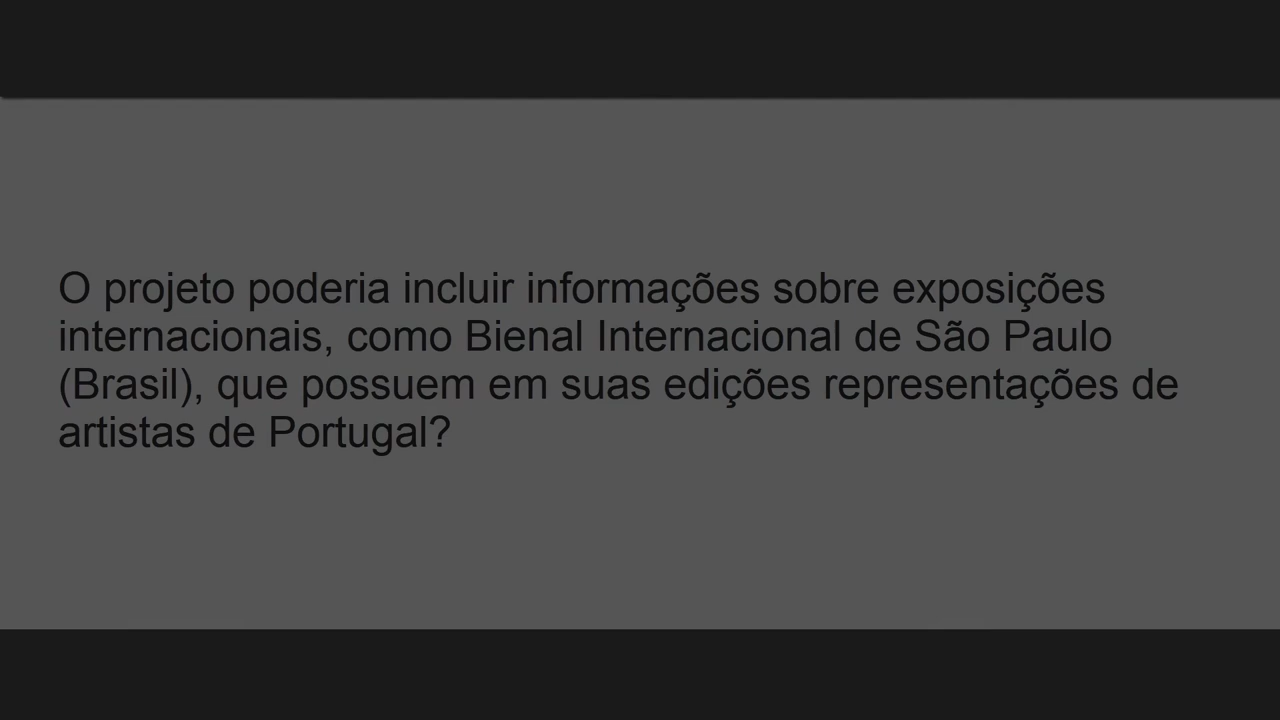 O projeto poderia incluir informações sobre exposições
internacionais, como Bienal Internacional de São Paulo
(Brasil), que possuem em suas edições representações de
artistas de Portugal?